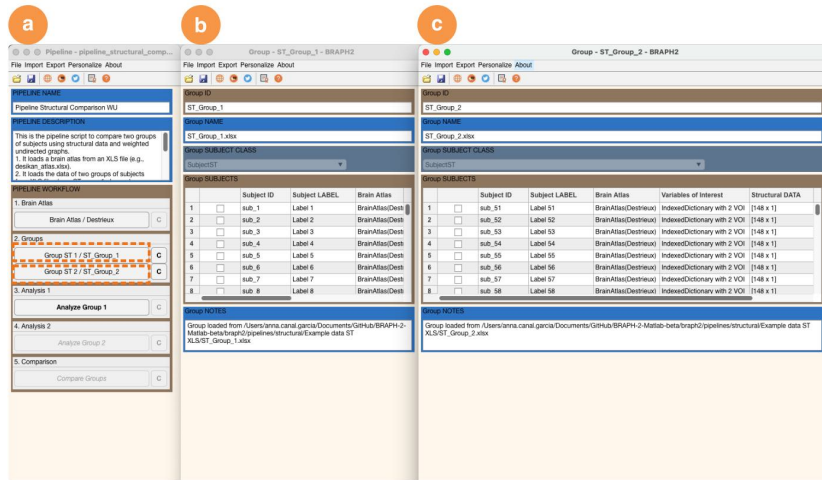 a
b
c
Pipeline - pipeline_structural_comp...
File Import Export Personalize About
PIPELINE NAME
Pipeline Structural Comparison WU
PIPELINE DESCRIPTION
This is the pipeline script to compare two groups
of subjects using structural data and weighted
undirected graphs.
1. It loads a brain atlas from an XLS file (e.g.,
desikan_atlas.xlsx).
2. It loads the data of two groups of subjects
PIPELINE WORKFLOW
1. Brain Atlas
Brain Atlas / Destrieux C
2. Groups
Group ST 1 / ST_Group_1 C
Group ST 2 / ST_Group_2 C
3. Analysis 1
Analyze Group 1 C
4. Analysis 2
Analyze Group 2 C
5. Comparison
Compare Groups C
Group - ST_Group_1 - BRAPH2
File Import Export Personalize About
Group ID
ST_Group_1
Group NAME
ST_Group_1.xlsx
Group SUBJECT CLASS
SubjectST
Group SUBJECTS
Subject ID Subject LABEL Brain Atlas
1 sub_1 Label 1 BrainAtlas(Destr
2 sub_2 Label 2 BrainAtlas(Destr
3 sub_3 Label 3 BrainAtlas(Destr
4 sub_4 Label 4 BrainAtlas(Destr
5 sub_5 Label 5 BrainAtlas(Destr
6 sub_6 Label 6 BrainAtlas(Destr
7 sub_7 Label 7 BrainAtlas(Destr
8 sub_8 Label 8 BrainAtlas(Destr
Group NOTES
Group loaded from /Users/anna.canal.garcia/Documents/GitHub/BRAPH-2-
Matlab-beta/braph2/pipelines/structural/Example data ST
XLS/ST_Group_1.xlsx
Group - ST_Group_2 - BRAPH2
File Import Export Personalize About
Group ID
ST_Group_2
Group NAME
ST_Group_2.xlsx
Group SUBJECT CLASS
SubjectST
Group SUBJECTS
Subject ID Subject LABEL Brain Atlas Variables of Interest Structural DATA
1 sub_51 Label 51 BrainAtlas(Destrieux) IndexedDictionary with 2 VOI [148 x 1]
2 sub_52 Label 52 BrainAtlas(Destrieux) IndexedDictionary with 2 VOI [148 x 1]
3 sub_53 Label 53 BrainAtlas(Destrieux) IndexedDictionary with 2 VOI [148 x 1]
4 sub_54 Label 54 BrainAtlas(Destrieux) IndexedDictionary with 2 VOI [148 x 1]
5 sub_55 Label 55 BrainAtlas(Destrieux) IndexedDictionary with 2 VOI [148 x 1]
6 sub_56 Label 56 BrainAtlas(Destrieux) IndexedDictionary with 2 VOI [148 x 1]
7 sub_57 Label 57 BrainAtlas(Destrieux) IndexedDictionary with 2 VOI [148 x 1]
8 sub_58 Label 58 BrainAtlas(Destrieux) IndexedDictionary with 2 VOI [148 x 1]
Group NOTES
Group loaded from /Users/anna.canal.garcia/Documents/GitHub/BRAPH-2-Matlab-beta/braph2/pipelines/structural/Example data ST
XLS/ST_Group_2.xlsx